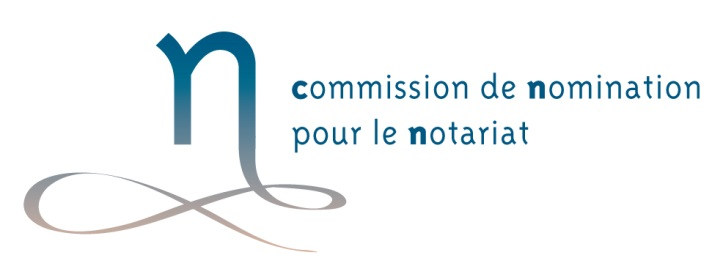 n
commission de nomination
pour le notariat